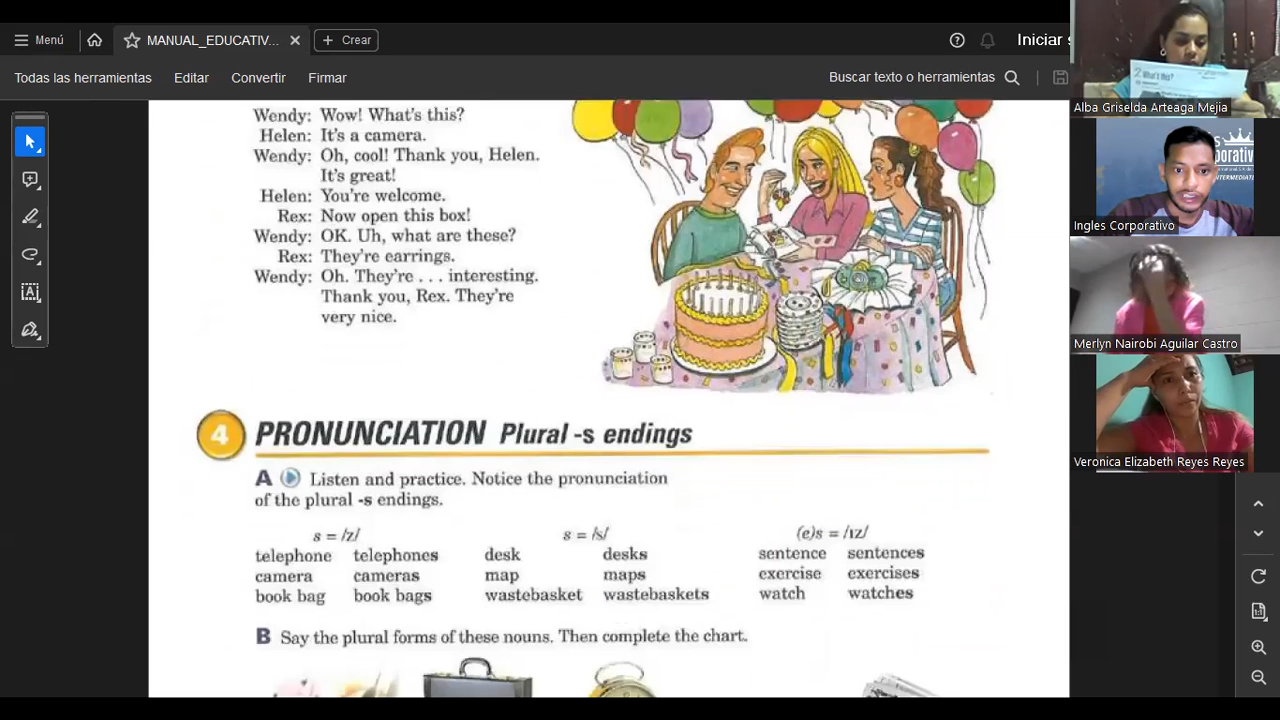 Menú
MANUAL_EDUCATIV...
Crear
Iniciar s
Todas las herramientas
Editar
Convertir
Firmar
Buscar texto o herramientas
Wendy: Wow! What's this?
Helen: It's a camera.
Wendy: Oh, cool! Thank you, Helen.
It's great!
Helen: You're welcome.
Rex: Now open this box!
Wendy: OK. Uh, what are these?
Rex: They're earrings.
Wendy: Oh. They're . . . interesting.
Thank you, Rex. They're
very nice.
4 PRONUNCIATION Plural -s endings
A Listen and practice. Notice the pronunciation
of the plural -s endings.
s = /z/ s = /s/ (e)s = /ɪz/
telephone telephones desk desks sentence sentences
camera cameras map maps exercise exercises
book bag book bags wastebasket wastebaskets watch watches
B Say the plural forms of these nouns. Then complete the chart.
2 What's this?
Alba Griselda Arteaga Mejia
INTERMEDIATE
Ingles Corporativo
Merlyn Nairobi Aguilar Castro
Veronica Elizabeth Reyes Reyes